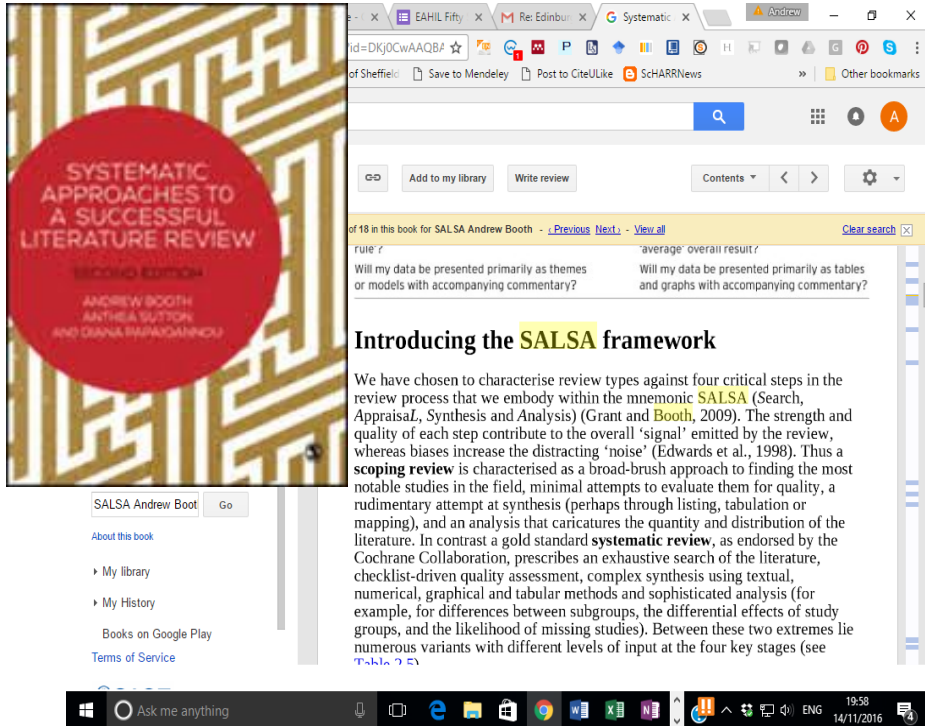 EAHIL Fifty
Re: Edinbur
Systematic
Andrew
id=DKj0CwAAQBA
of Sheffield
Save to Mendeley
Post to CiteULike
ScHARRNews
»
Other bookmarks
A
SYSTEMATIC
APPROACHES TO
A SUCCESSFUL
LITERATURE REVIEW
SECOND EDITION
ANDREW BOOTH
ANTHEA SUTTON
AND DIANA PAPAIOANNOU
Add to my library
Write review
Contents
of 18 in this book for SALSA Andrew Booth - ‹ Previous Next › - View all
Clear search
rule'?
'average' overall result?
Will my data be presented primarily as themes
or models with accompanying commentary?
Will my data be presented primarily as tables
and graphs with accompanying commentary?
Introducing the SALSA framework
We have chosen to characterise review types against four critical steps in the
review process that we embody within the mnemonic SALSA (Search,
AppraisaL, Synthesis and Analysis) (Grant and Booth, 2009). The strength and
quality of each step contribute to the overall ‘signal’ emitted by the review,
whereas biases increase the distracting ‘noise’ (Edwards et al., 1998). Thus a
scoping review is characterised as a broad-brush approach to finding the most
notable studies in the field, minimal attempts to evaluate them for quality, a
rudimentary attempt at synthesis (perhaps through listing, tabulation or
mapping), and an analysis that caricatures the quantity and distribution of the
literature. In contrast a gold standard systematic review, as endorsed by the
Cochrane Collaboration, prescribes an exhaustive search of the literature,
checklist-driven quality assessment, complex synthesis using textual,
numerical, graphical and tabular methods and sophisticated analysis (for
example, for differences between subgroups, the differential effects of study
groups, and the likelihood of missing studies). Between these two extremes lie
numerous variants with different levels of input at the four key stages (see
Table 2.5)
SALSA Andrew Boot
Go
About this book
My library
My History
Books on Google Play
Terms of Service
Ask me anything
ENG
19:58
14/11/2016
4